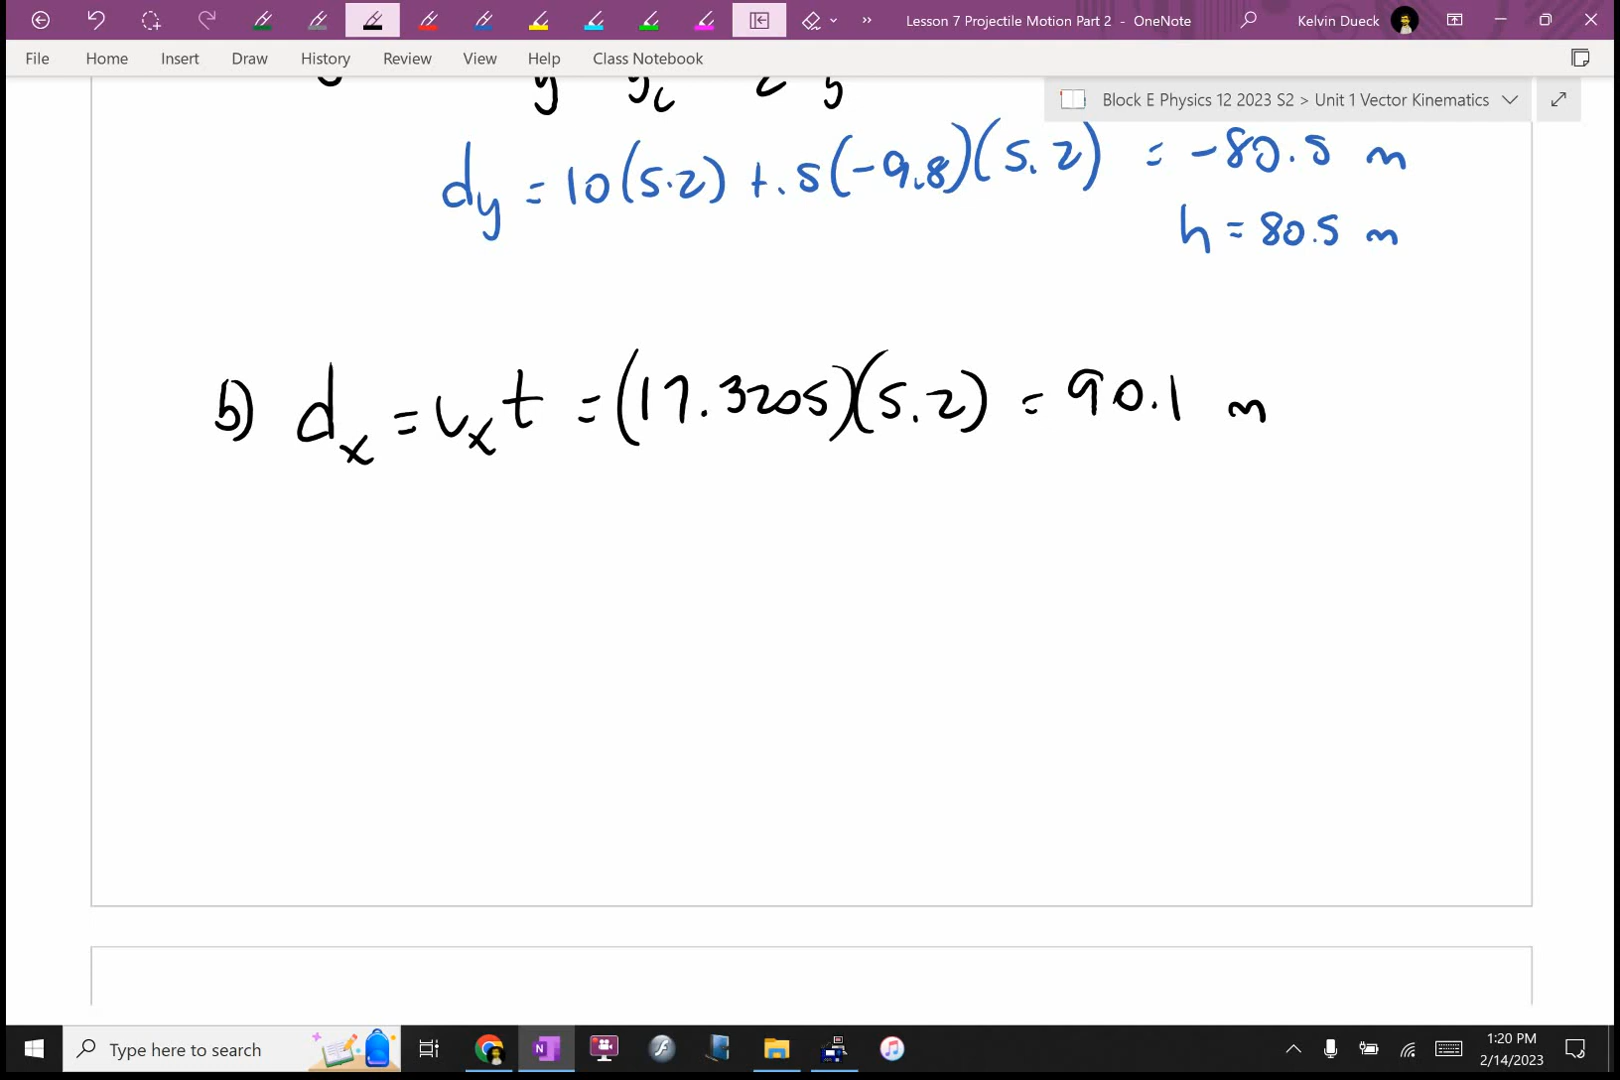 Lesson 7 Projectile Motion Part 2 - OneNote
Kelvin Dueck
File Home Insert Draw History Review View Help Class Notebook
Block E Physics 12 2023 S2 > Unit 1 Vector Kinematics
dy = 10(5.2) + .5(-9.8)(5.2) = -80.5 m
h = 80.5 m
b) dx = vx t = (17.3205)(5.2) = 90.1 m
Type here to search
1:20 PM
2/14/2023